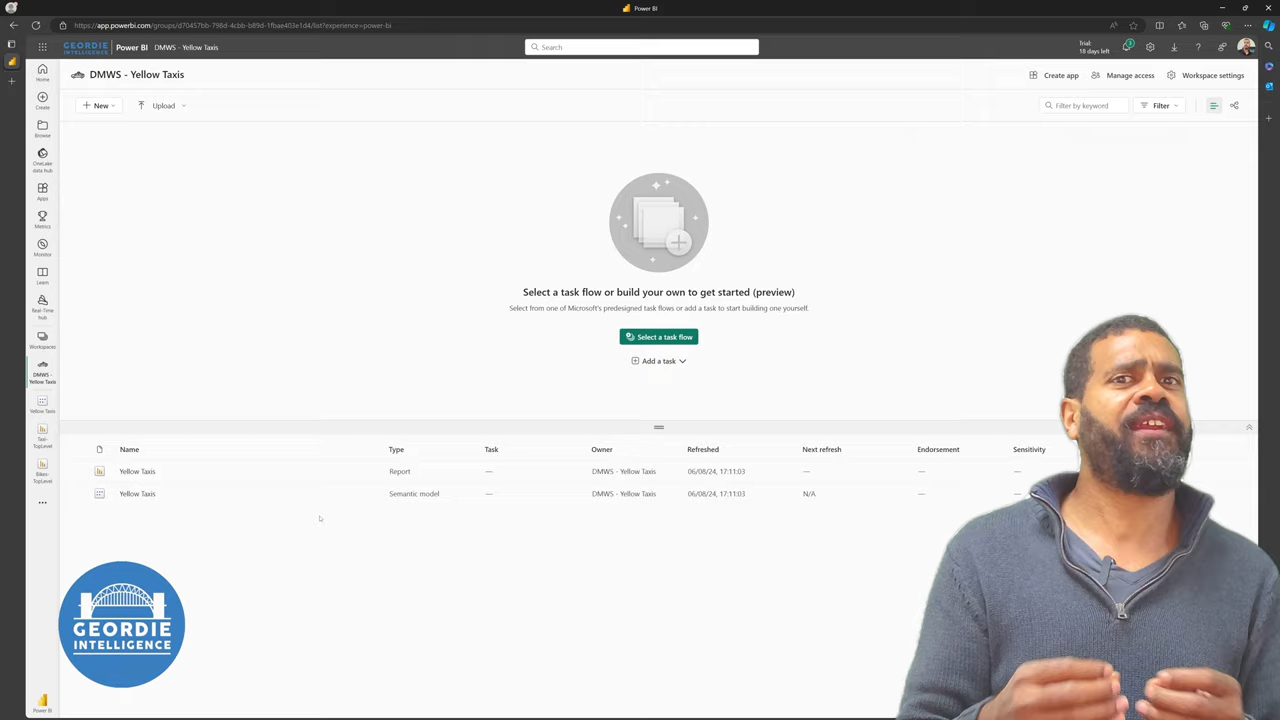 Power BI
https://app.powerbi.com/groups/d70457bb-798d-4cbb-b89d-1fbae403e1d4/list?experience=power-bi
GEORDIE INTELLIGENCE Power BI DMWS - Yellow Taxis
Search
Trial:
18 days left
3
Home
Create
Browse
OneLake data hub
Apps
Metrics
Monitor
Learn
Real-Time hub
Workspaces
DMWS - Yellow Taxis
Yellow Taxis
Taxi-TopLevel
Bikes-TopLevel
Power BI
DMWS - Yellow Taxis
Create app Manage access Workspace settings
New Upload
Filter by keyword Filter
Select a task flow or build your own to get started (preview)
Select from one of Microsoft's predesigned task flows or add a task to start building one yourself.
Select a task flow
Add a task
Name Type Task Owner Refreshed Next refresh Endorsement Sensitivity
Yellow Taxis Report — DMWS - Yellow Taxis 06/08/24, 17:11:03 — — —
Yellow Taxis Semantic model — DMWS - Yellow Taxis 06/08/24, 17:11:03 N/A — —
GEORDIE
INTELLIGENCE